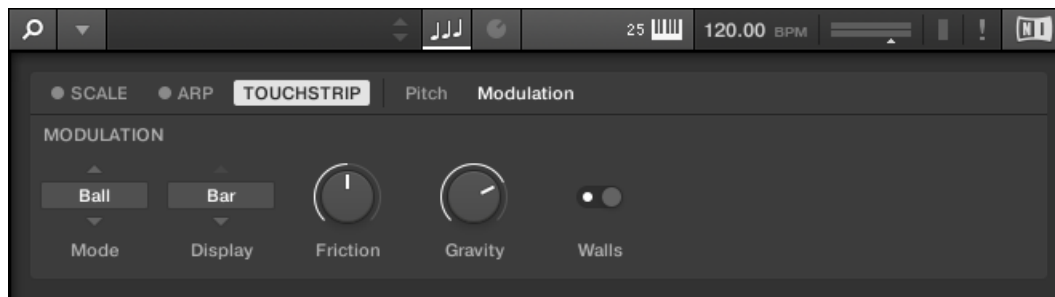 25 120.00 BPM ! NI
SCALE ARP TOUCHSTRIP Pitch Modulation
MODULATION
Ball Bar
Mode Display Friction Gravity Walls